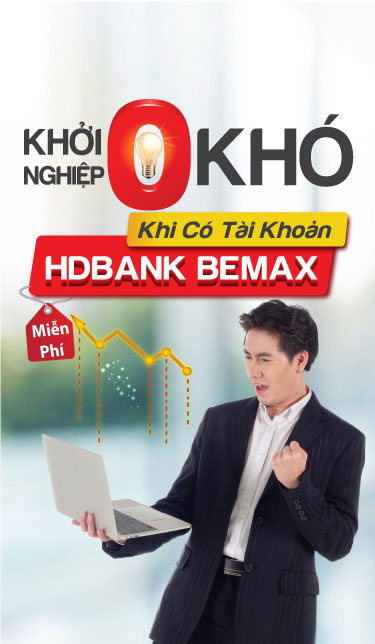 KHỞI
NGHIỆP
0 KHÓ
Khi Có Tài Khoản
HDBANK BEMAX
Miễn
Phí